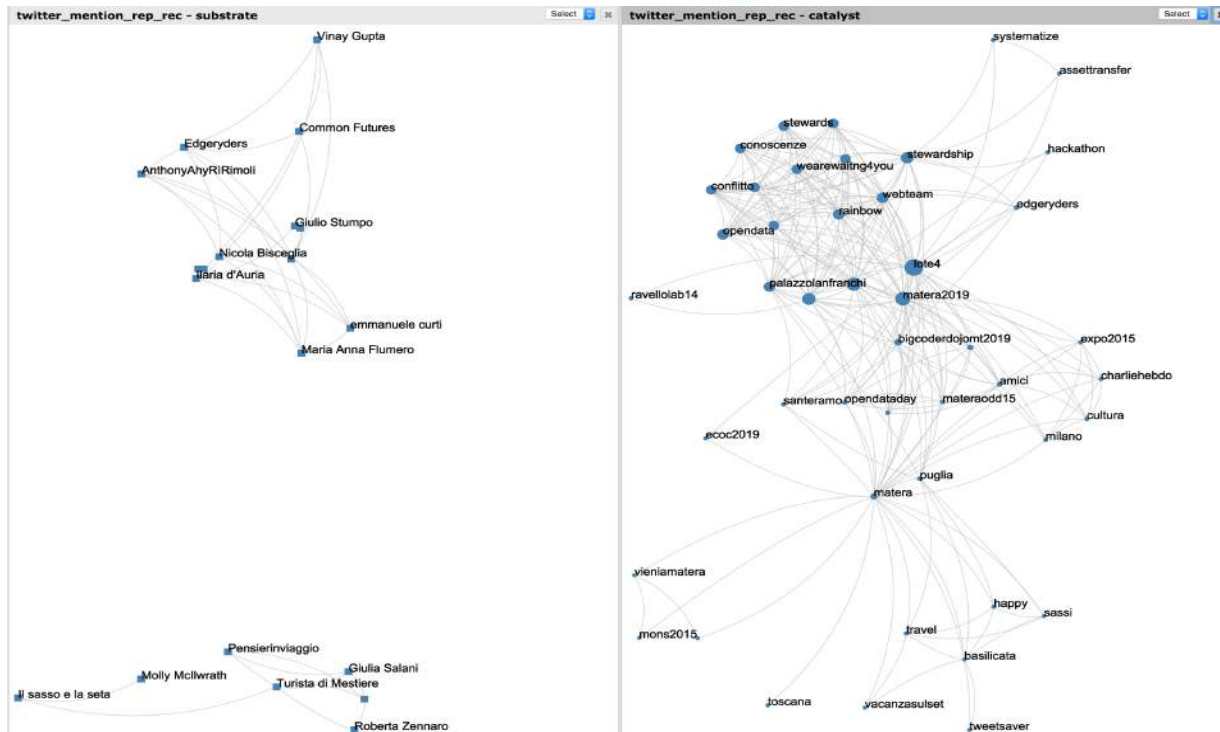 twitter_mention_rep_rec - substrate
Select
Vinay Gupta
Common Futures
Edgeryders
AnthonyAhyRìRimoli
Giulio Stumpo
Nicola Bisceglia
Ilaria d'Auria
emmanuele curti
Maria Anna Flumero
Pensierinviaggio
Giulia Salani
Molly McIlwrath
Turista di Mestiere
Il sasso e la seta
Roberta Zennaro
twitter_mention_rep_rec - catalyst
Select
systematize
assettransfer
stewards
conoscenze
stewardship
hackathon
wearewaitng4you
conflitto
webteam
edgeryders
rainbow
opendata
lote4
palazzolanfranchi
ravellolab14
matera2019
bigcoderdojomt2019
expo2015
charliehebdo
amici
santeramo
opendataday
materaodd15
cultura
ecoc2019
milano
puglia
matera
vieniamatera
happy
sassi
mons2015
travel
basilicata
toscana
vacanzasulset
tweetsaver